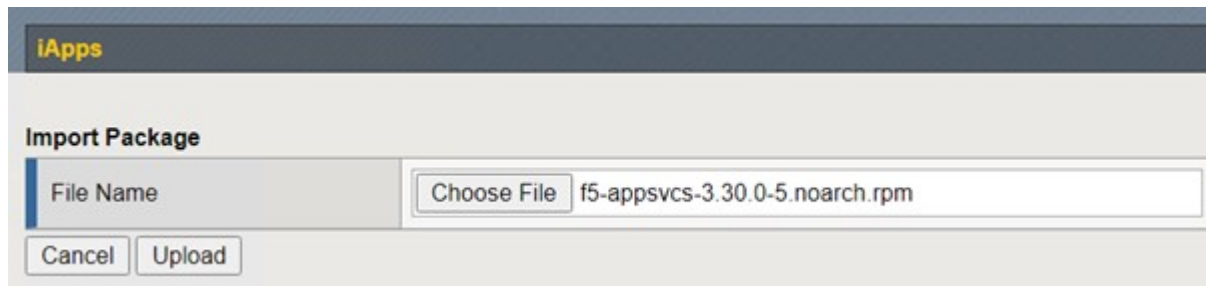 iApps
Import Package
File Name Choose File f5-appsvcs-3.30.0-5.noarch.rpm
Cancel Upload